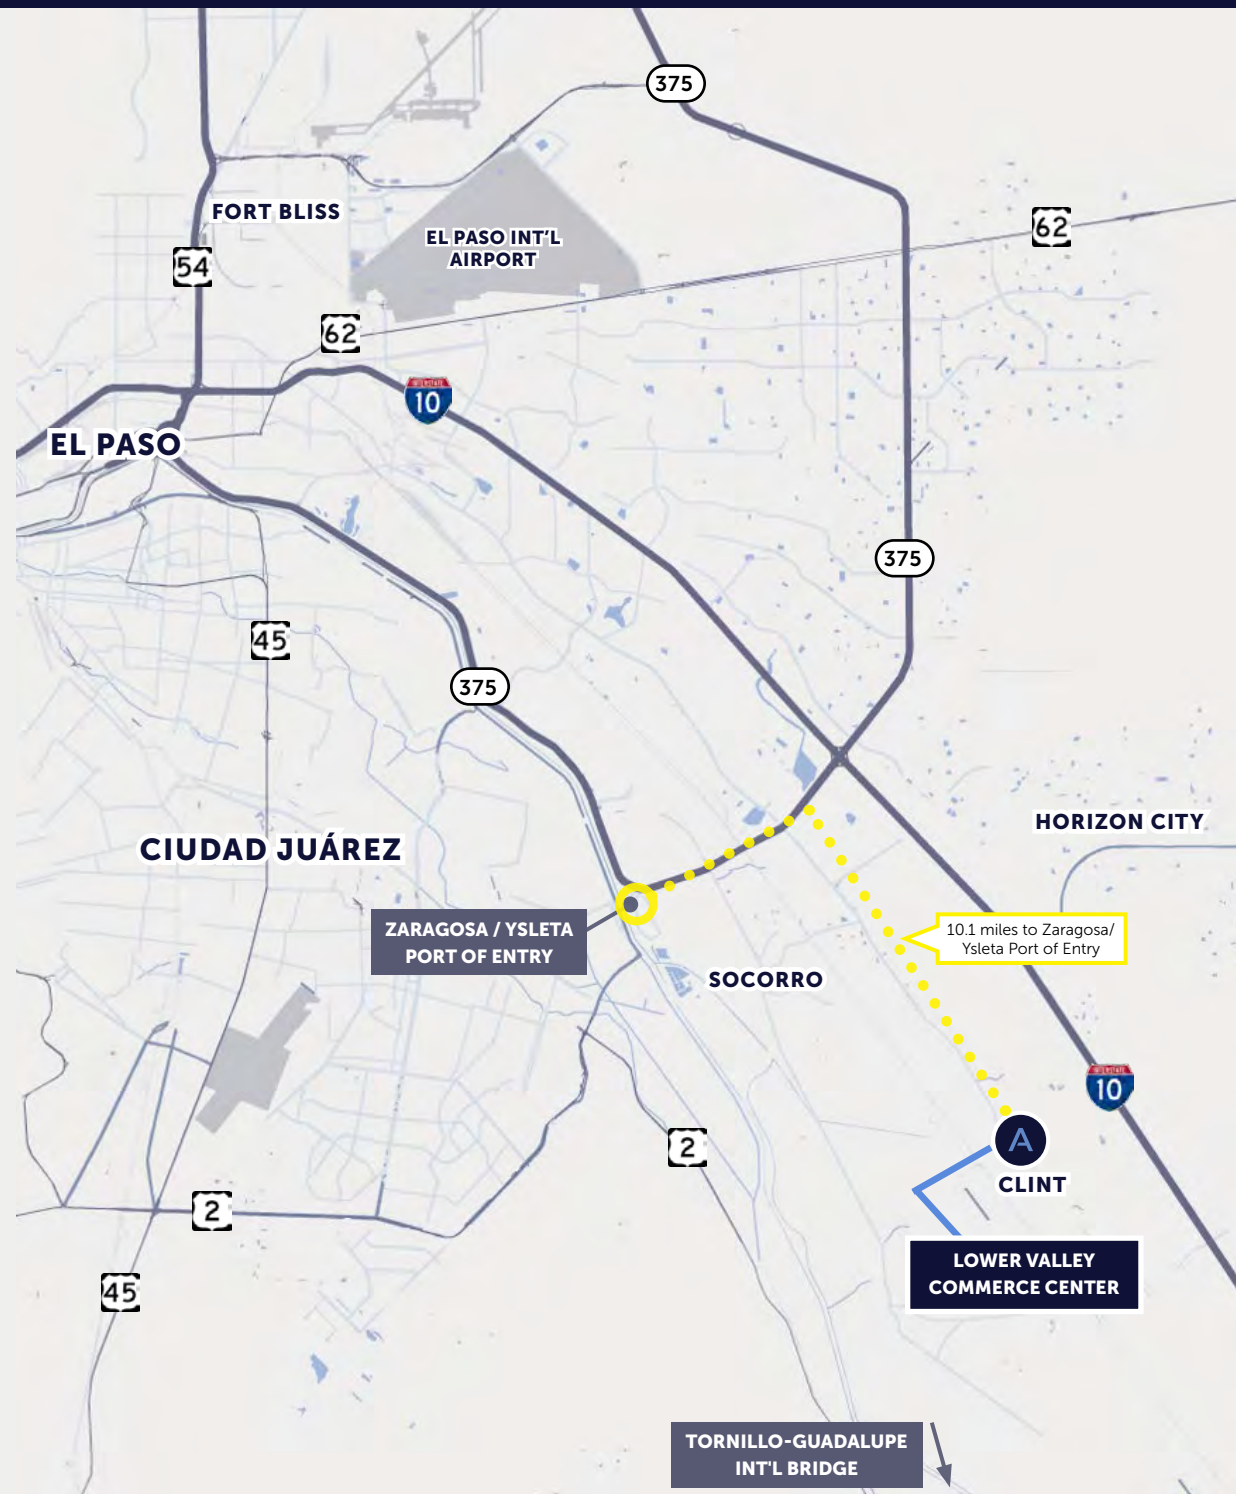 375
FORT BLISS
62
EL PASO INT'L
AIRPORT
54
62
INTERSTATE
10
EL PASO
375
45
375
HORIZON CITY
CIUDAD JUÁREZ
ZARAGOSA / YSLETA
PORT OF ENTRY
10.1 miles to Zaragosa/
Ysleta Port of Entry
SOCORRO
INTERSTATE
10
A
2
CLINT
2
LOWER VALLEY
COMMERCE CENTER
45
TORNILLO-GUADALUPE
INT'L BRIDGE